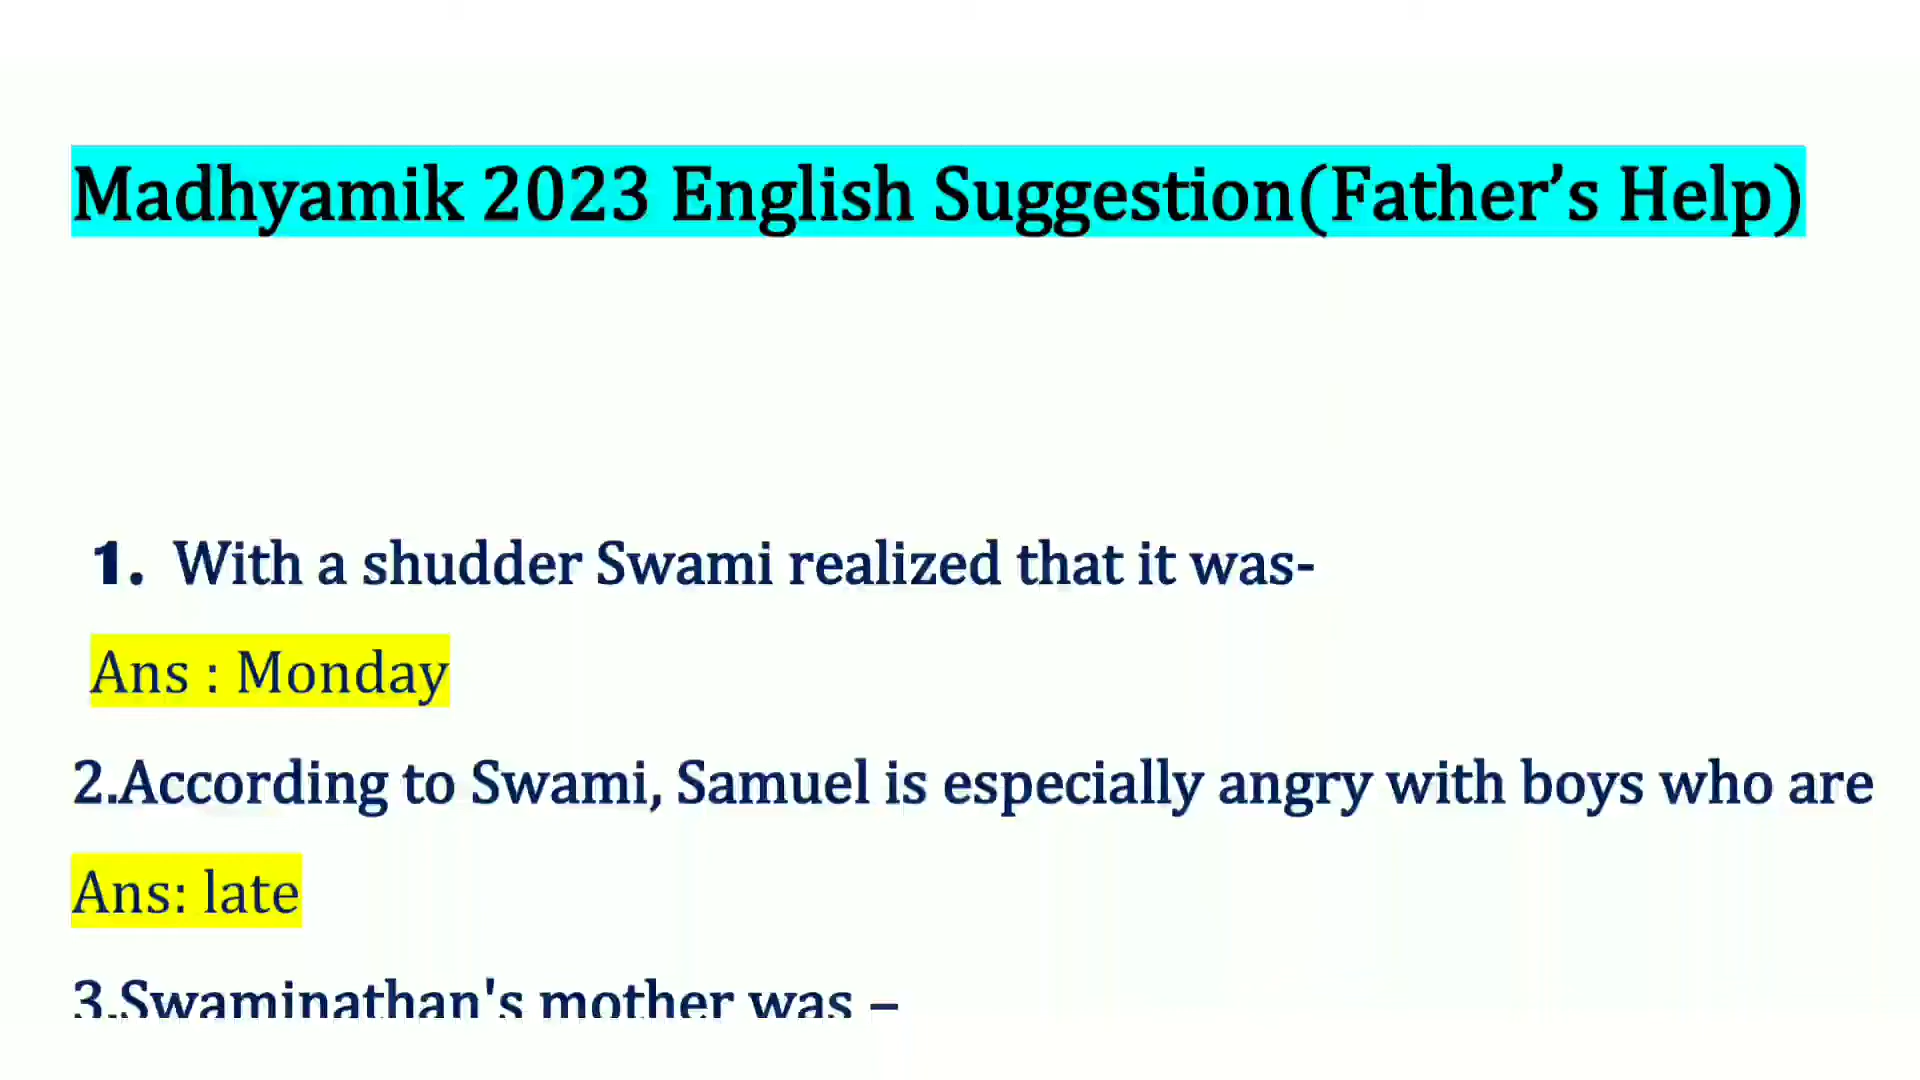 Madhyamik 2023 English Suggestion(Father’s Help)
1. With a shudder Swami realized that it was-
Ans : Monday
2.According to Swami, Samuel is especially angry with boys who are
Ans: late
3.Swaminathan's mother was –